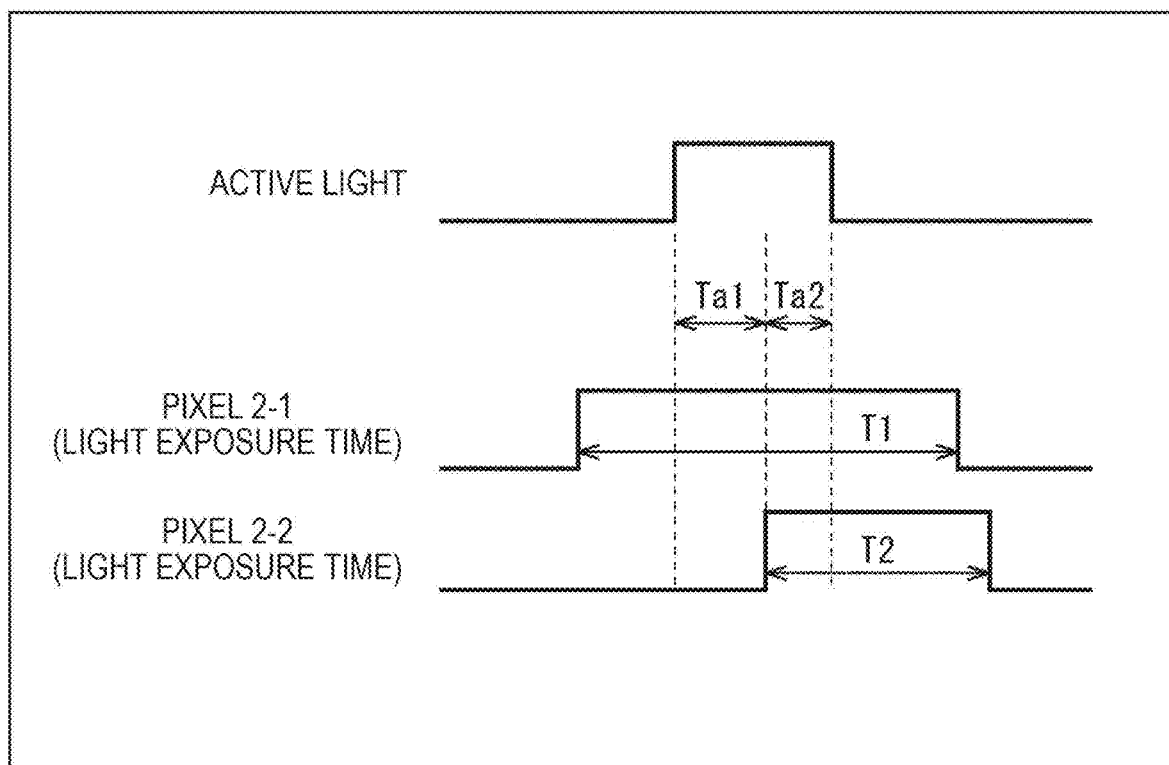 ACTIVE LIGHT
Ta1 Ta2
PIXEL 2-1
(LIGHT EXPOSURE TIME)
T1
PIXEL 2-2
(LIGHT EXPOSURE TIME)
T2